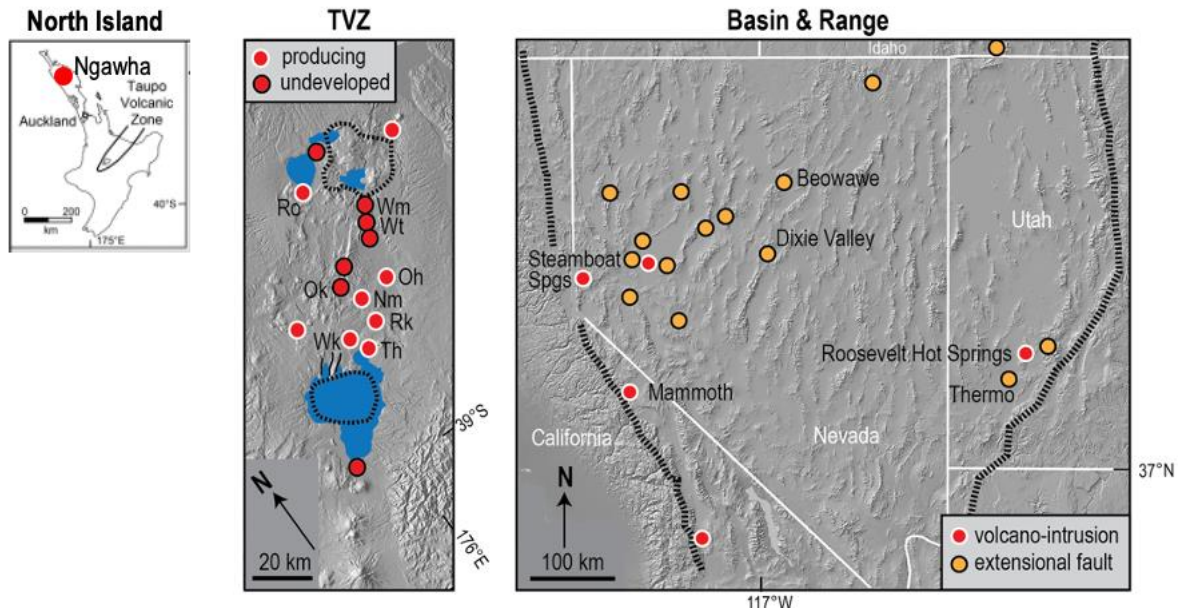 North Island
Ngawha
Taupo
Volcanic
Zone
Auckland
40°S
0 200
km
175°E
TVZ
producing
undeveloped
Ro
Wm
Wt
Oh
Ok
Nm
Rk
Wk
Th
39°S
N
20 km
176°E
Basin & Range
Idaho
Beowawe
Utah
Dixie Valley
Steamboat
Spgs
Roosevelt Hot Springs
Mammoth
Thermo
California
Nevada
37°N
N
100 km
volcano-intrusion
extensional fault
117°W